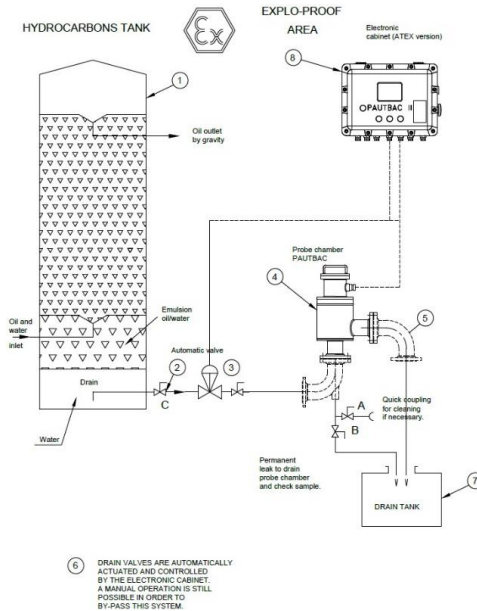 HYDROCARBONS TANK
Ex
EXPLO-PROOF
AREA
Electronic
cabinet (ATEX version)
8
PAUTBAC III
1
Oil outlet
by gravity
Probe chamber
PAUTBAC
4
5
Oil and
water
inlet
Emulsion
oil/water
Automatic valve
2
3
Drain
C
Water
A
B
Quick coupling
for cleaning
if necessary.
Permanent
leak to drain
probe chamber
and check sample.
7
DRAIN TANK
6
DRAIN VALVES ARE AUTOMATICALLY
ACTUATED AND CONTROLLED
BY THE ELECTRONIC CABINET.
A MANUAL OPERATION IS STILL
POSSIBLE IN ORDER TO
BY-PASS THIS SYSTEM.